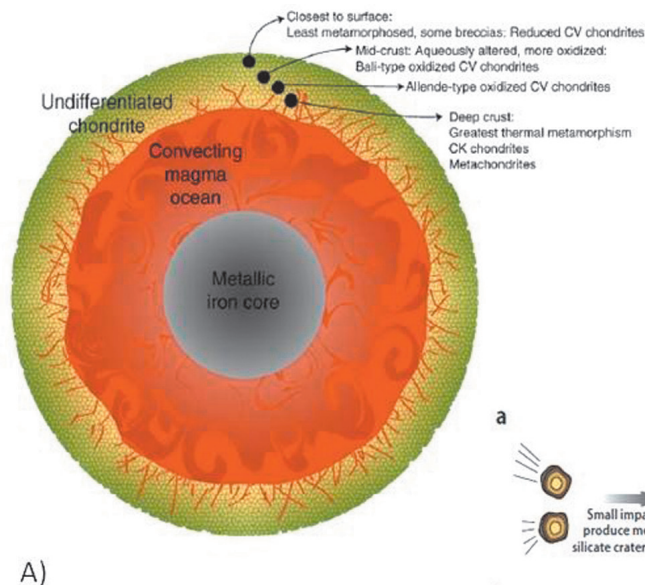 Closest to surface:
Least metamorphosed, some breccias: Reduced CV chondrites
Mid-crust: Aqueously altered, more oxidized:
Bali-type oxidized CV chondrites
Allende-type oxidized CV chondrites
Deep crust:
Greatest thermal metamorphism
CK chondrites
Metachondrites
Undifferentiated
chondrite
Convecting
magma
ocean
Metallic
iron core
a
Small impa
produce me
silicate crater
A)